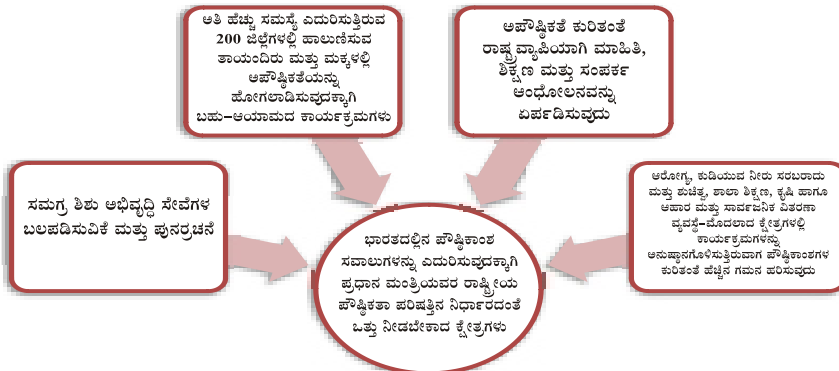 ಅತಿ ಹೆಚ್ಚು ಸಮಸ್ಯೆ ಎದುರಿಸುತ್ತಿರುವ
200 ಜಿಲ್ಲೆಗಳಲ್ಲಿ ಹಾಲುಣಿಸುವ
ತಾಯಂದಿರು ಮತ್ತು ಮಕ್ಕಳಲ್ಲಿ
ಅಪೌಷ್ಠಿಕತೆಯನ್ನು
ಹೋಗಲಾಡಿಸುವುದಕ್ಕಾಗಿ
ಬಹು-ಆಯಾಮದ ಕಾರ್ಯಕ್ರಮಗಳು
ಅಪೌಷ್ಠಿಕತೆ ಕುರಿತಂತೆ
ರಾಷ್ಟ್ರವ್ಯಾಪಿಯಾಗಿ ಮಾಹಿತಿ,
ಶಿಕ್ಷಣ ಮತ್ತು ಸಂಪರ್ಕ
ಆಂಧೋಲನವನ್ನು
ಏರ್ಪಡಿಸುವುದು
ಸಮಗ್ರ ಶಿಶು ಅಭಿವೃದ್ಧಿ ಸೇವೆಗಳ
ಬಲಪಡಿಸುವಿಕೆ ಮತ್ತು ಪುನರ್ರಚನೆ
ಆರೋಗ್ಯ, ಕುಡಿಯುವ ನೀರು ಸರಬರಾದು
ಮತ್ತು ಶುಚಿತ್ವ, ಶಾಲಾ ಶಿಕ್ಷಣ, ಕೃಷಿ ಹಾಗೂ
ಆಹಾರ ಮತ್ತು ಸಾರ್ವಜನಿಕ ವಿತರಣಾ
ವ್ಯವಸ್ಥೆ-ಮೊದಲಾದ ಕ್ಷೇತ್ರಗಳಲ್ಲಿ
ಕಾರ್ಯಕ್ರಮಗಳನ್ನು
ಅನುಷ್ಠಾನಗೊಳಿಸುತ್ತಿರುವಾಗ ಪೌಷ್ಠಿಕಾಂಶಗಳ
ಕುರಿತಂತೆ ಹೆಚ್ಚಿನ ಗಮನ ಹರಿಸುವುದು
ಭಾರತದಲ್ಲಿನ ಪೌಷ್ಠಿಕಾಂಶ
ಸವಾಲುಗಳನ್ನು ಎದುರಿಸುವುದಕ್ಕಾಗಿ
ಪ್ರಧಾನ ಮಂತ್ರಿಯವರ ರಾಷ್ಟ್ರೀಯ
ಪೌಷ್ಠಿಕತಾ ಪರಿಷತ್ತಿನ ನಿರ್ಧಾರದಂತೆ
ಒತ್ತು ನೀಡಬೇಕಾದ ಕ್ಷೇತ್ರಗಳು